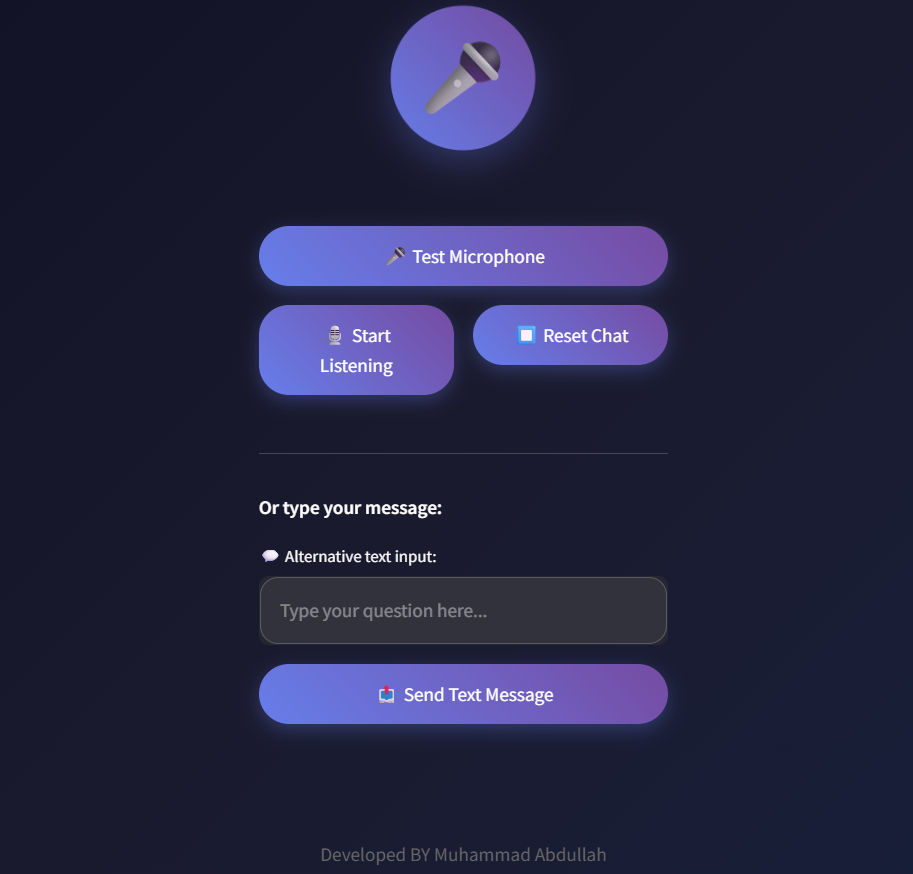 Test Microphone
Start
Listening
Reset Chat
Or type your message:
Alternative text input:
Type your question here...
Send Text Message
Developed BY Muhammad Abdullah